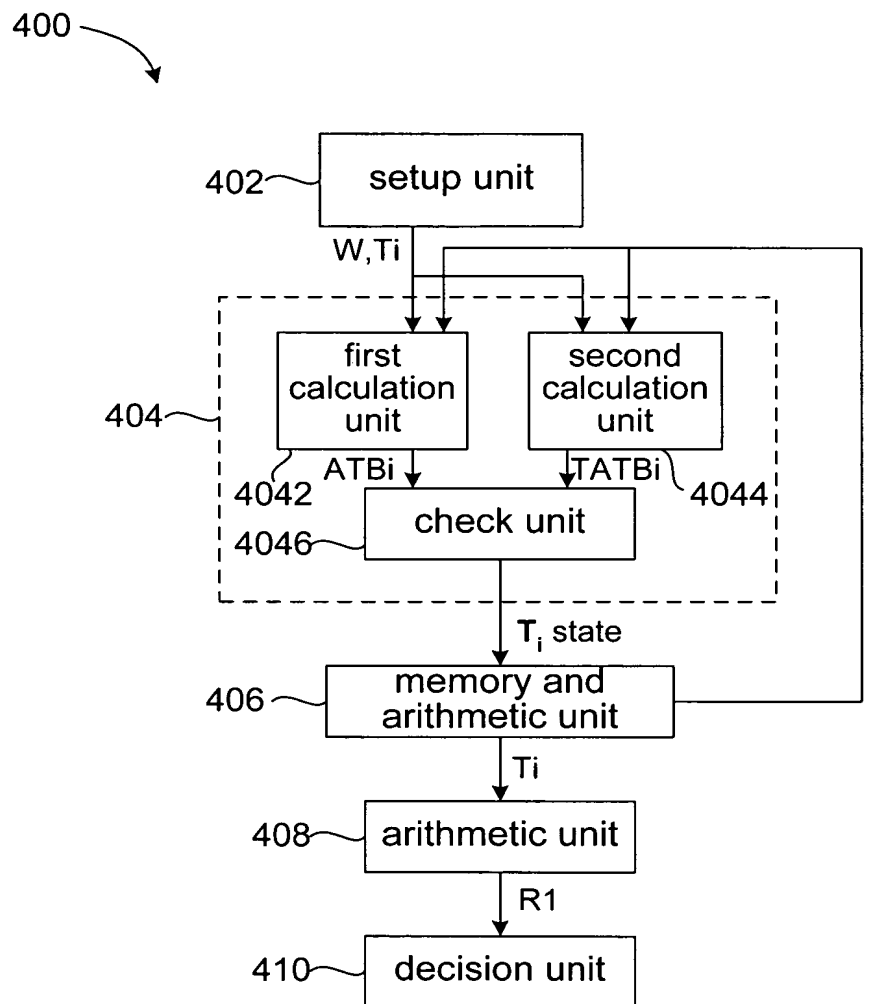 400
402
setup unit
W,Ti
first
calculation
unit
second
calculation
unit
404
4042
ATBi
TATBi
4044
4046
check unit
Ti state
406
memory and
arithmetic unit
Ti
408
arithmetic unit
R1
410
decision unit